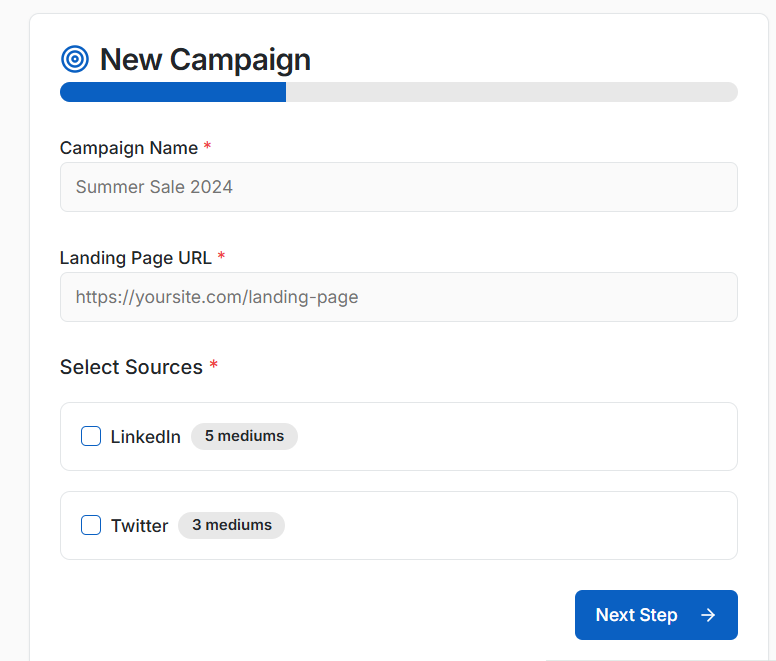 New Campaign
Campaign Name *
Summer Sale 2024
Landing Page URL *
https://yoursite.com/landing-page
Select Sources *
LinkedIn 5 mediums
Twitter 3 mediums
Next Step →